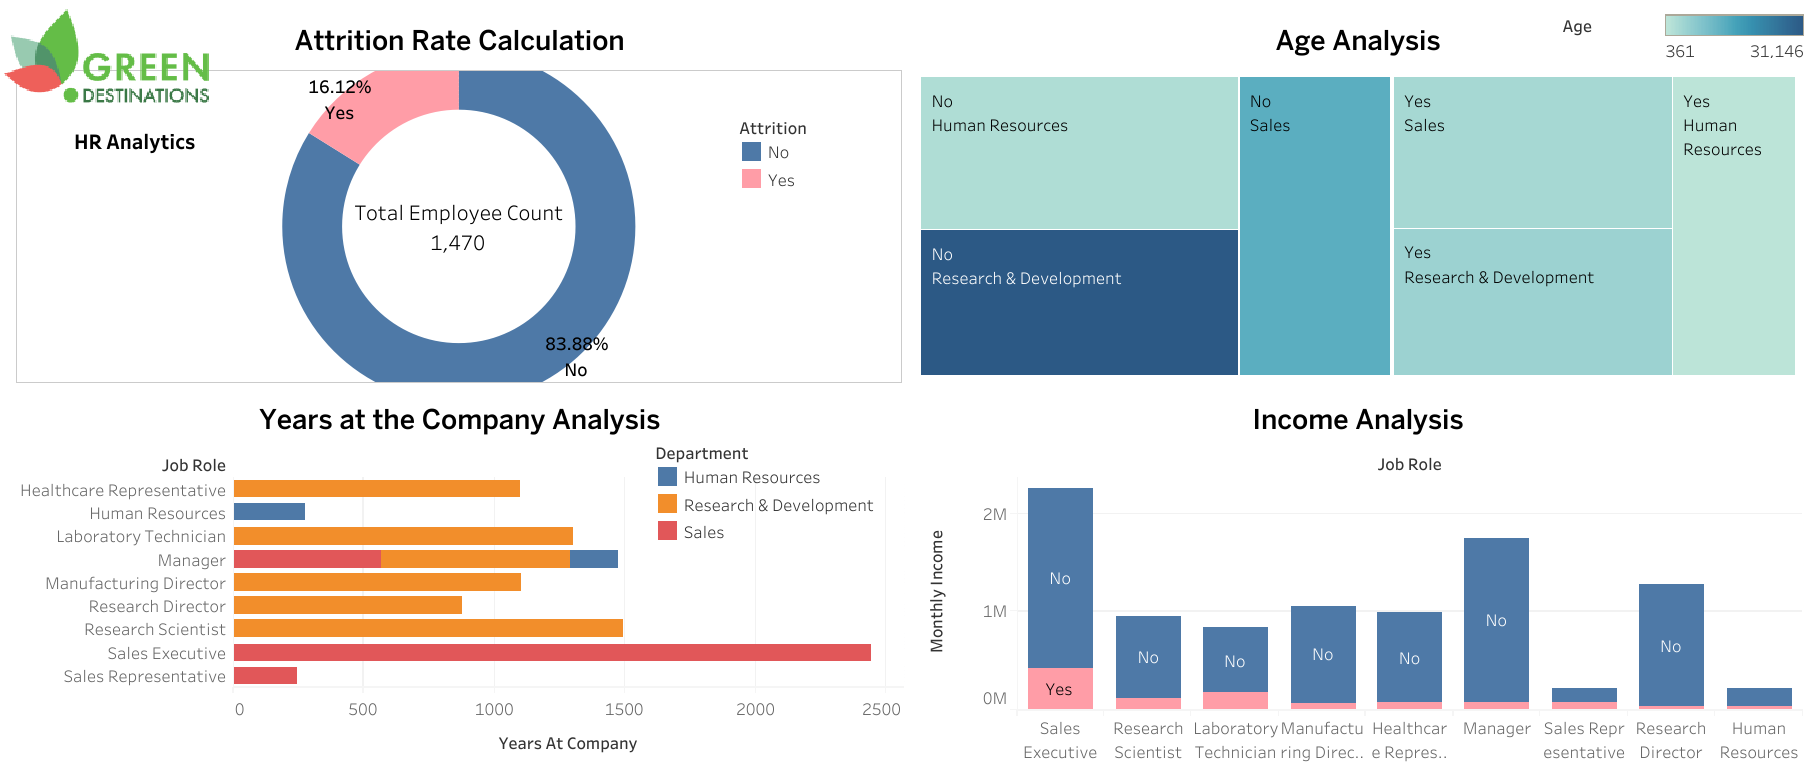 GREEN
DESTINATIONS
HR Analytics
Attrition Rate Calculation
16.12%
Yes
Total Employee Count
1,470
83.88%
No
Attrition
No
Yes
Age Analysis
Age
361
31,146
No
Human Resources
No
Sales
Yes
Sales
Yes
Human
Resources
No
Research & Development
Yes
Research & Development
Years at the Company Analysis
Job Role
Healthcare Representative
Human Resources
Laboratory Technician
Manager
Manufacturing Director
Research Director
Research Scientist
Sales Executive
Sales Representative
0
500
1000
1500
2000
2500
Years At Company
Department
Human Resources
Research & Development
Sales
Income Analysis
Job Role
Monthly Income
2M
1M
0M
No
Yes
No
No
No
No
No
No
Sales
Executive
Research
Scientist
Laboratory
Technician
Manufactu
ring Direc..
Healthcar
e Repres..
Manager
Sales Repr
esentative
Research
Director
Human
Resources